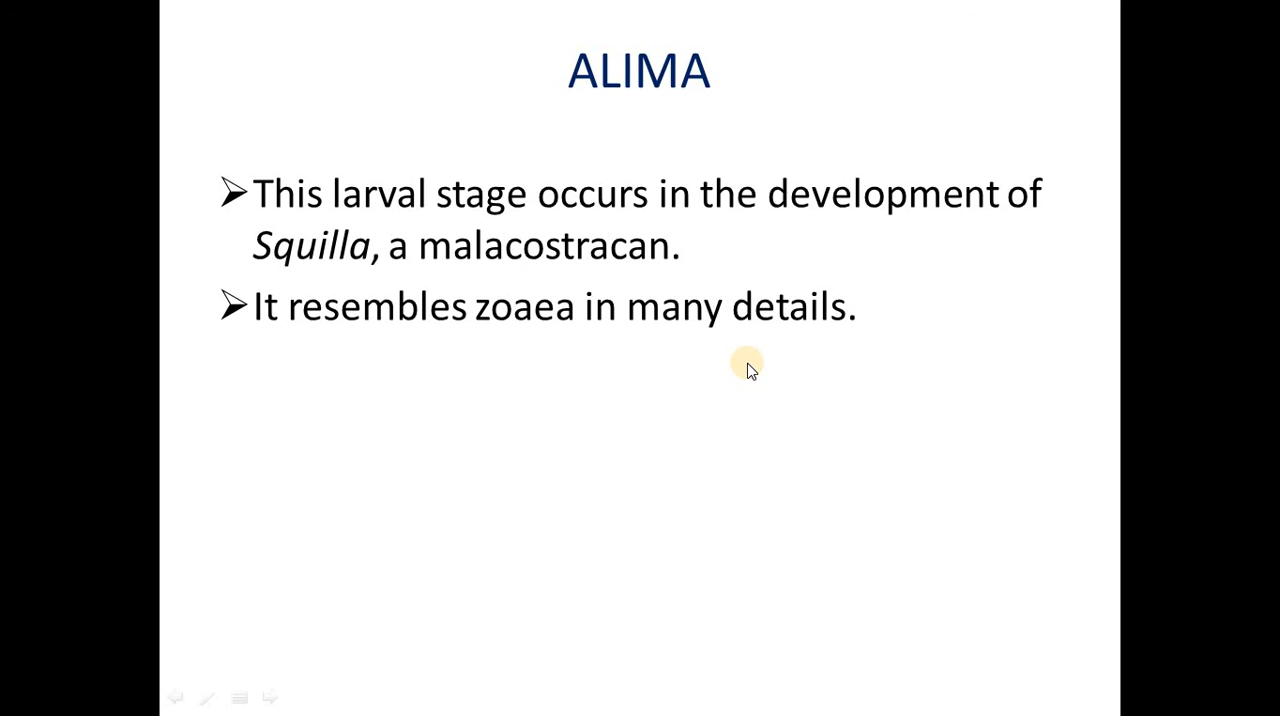 ALIMA
➢This larval stage occurs in the development of
Squilla, a malacostracan.
➢It resembles zoaea in many details.